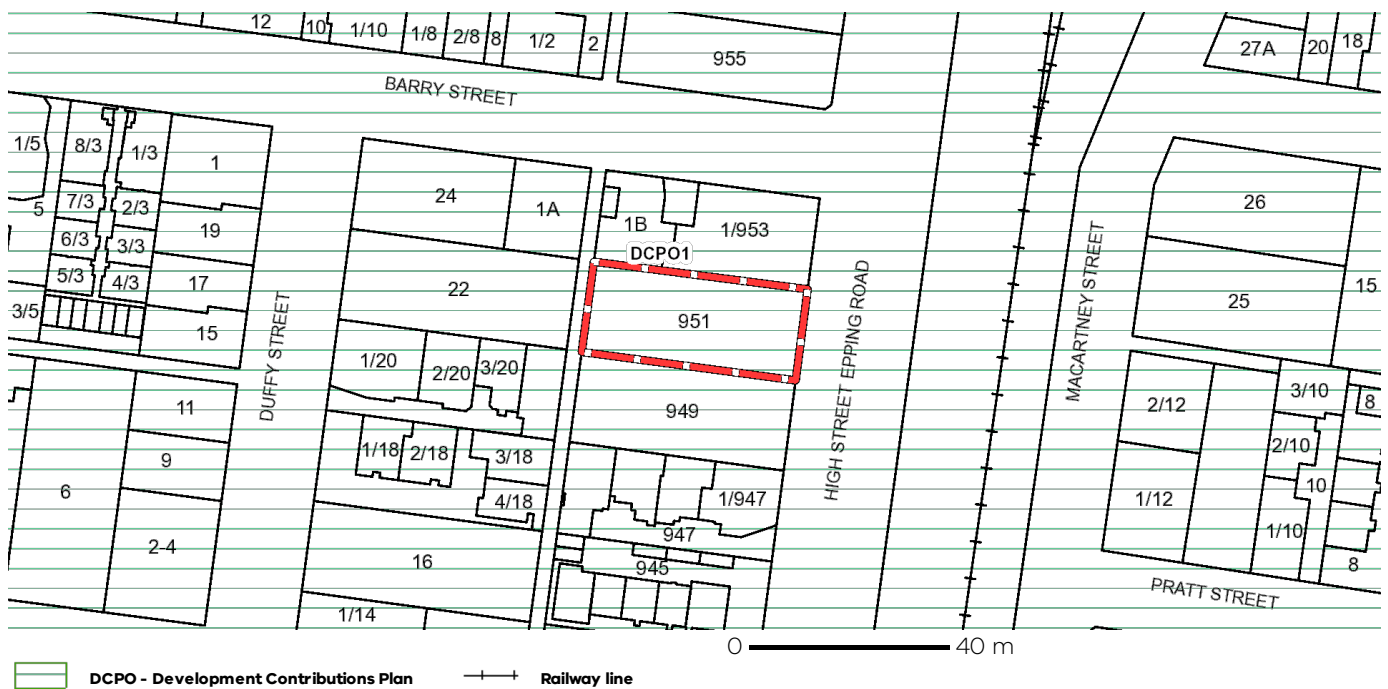 12 10 1/10 1/8 2/8 8 1/2 2 955 27A 20 18
BARRY STREET
1/5 8/3 1/3 1
24 1A 26
7/3 2/3
5 19 1B 1/953
6/3 3/3
DCPO1
5/3 4/3 17 22 25 15
3/5 15 951
DUFFY STREET
HIGH STREET EPPING ROAD
MACARTNEY STREET
1/20 2/20 3/20
11 949 2/12 3/10 8
9 1/18 2/18 3/18 2/10
6 4/18 1/947 1/12 10
2-4 947 1/10
16 945 8
PRATT STREET
1/14
0 40 m
DCPO - Development Contributions Plan Railway line